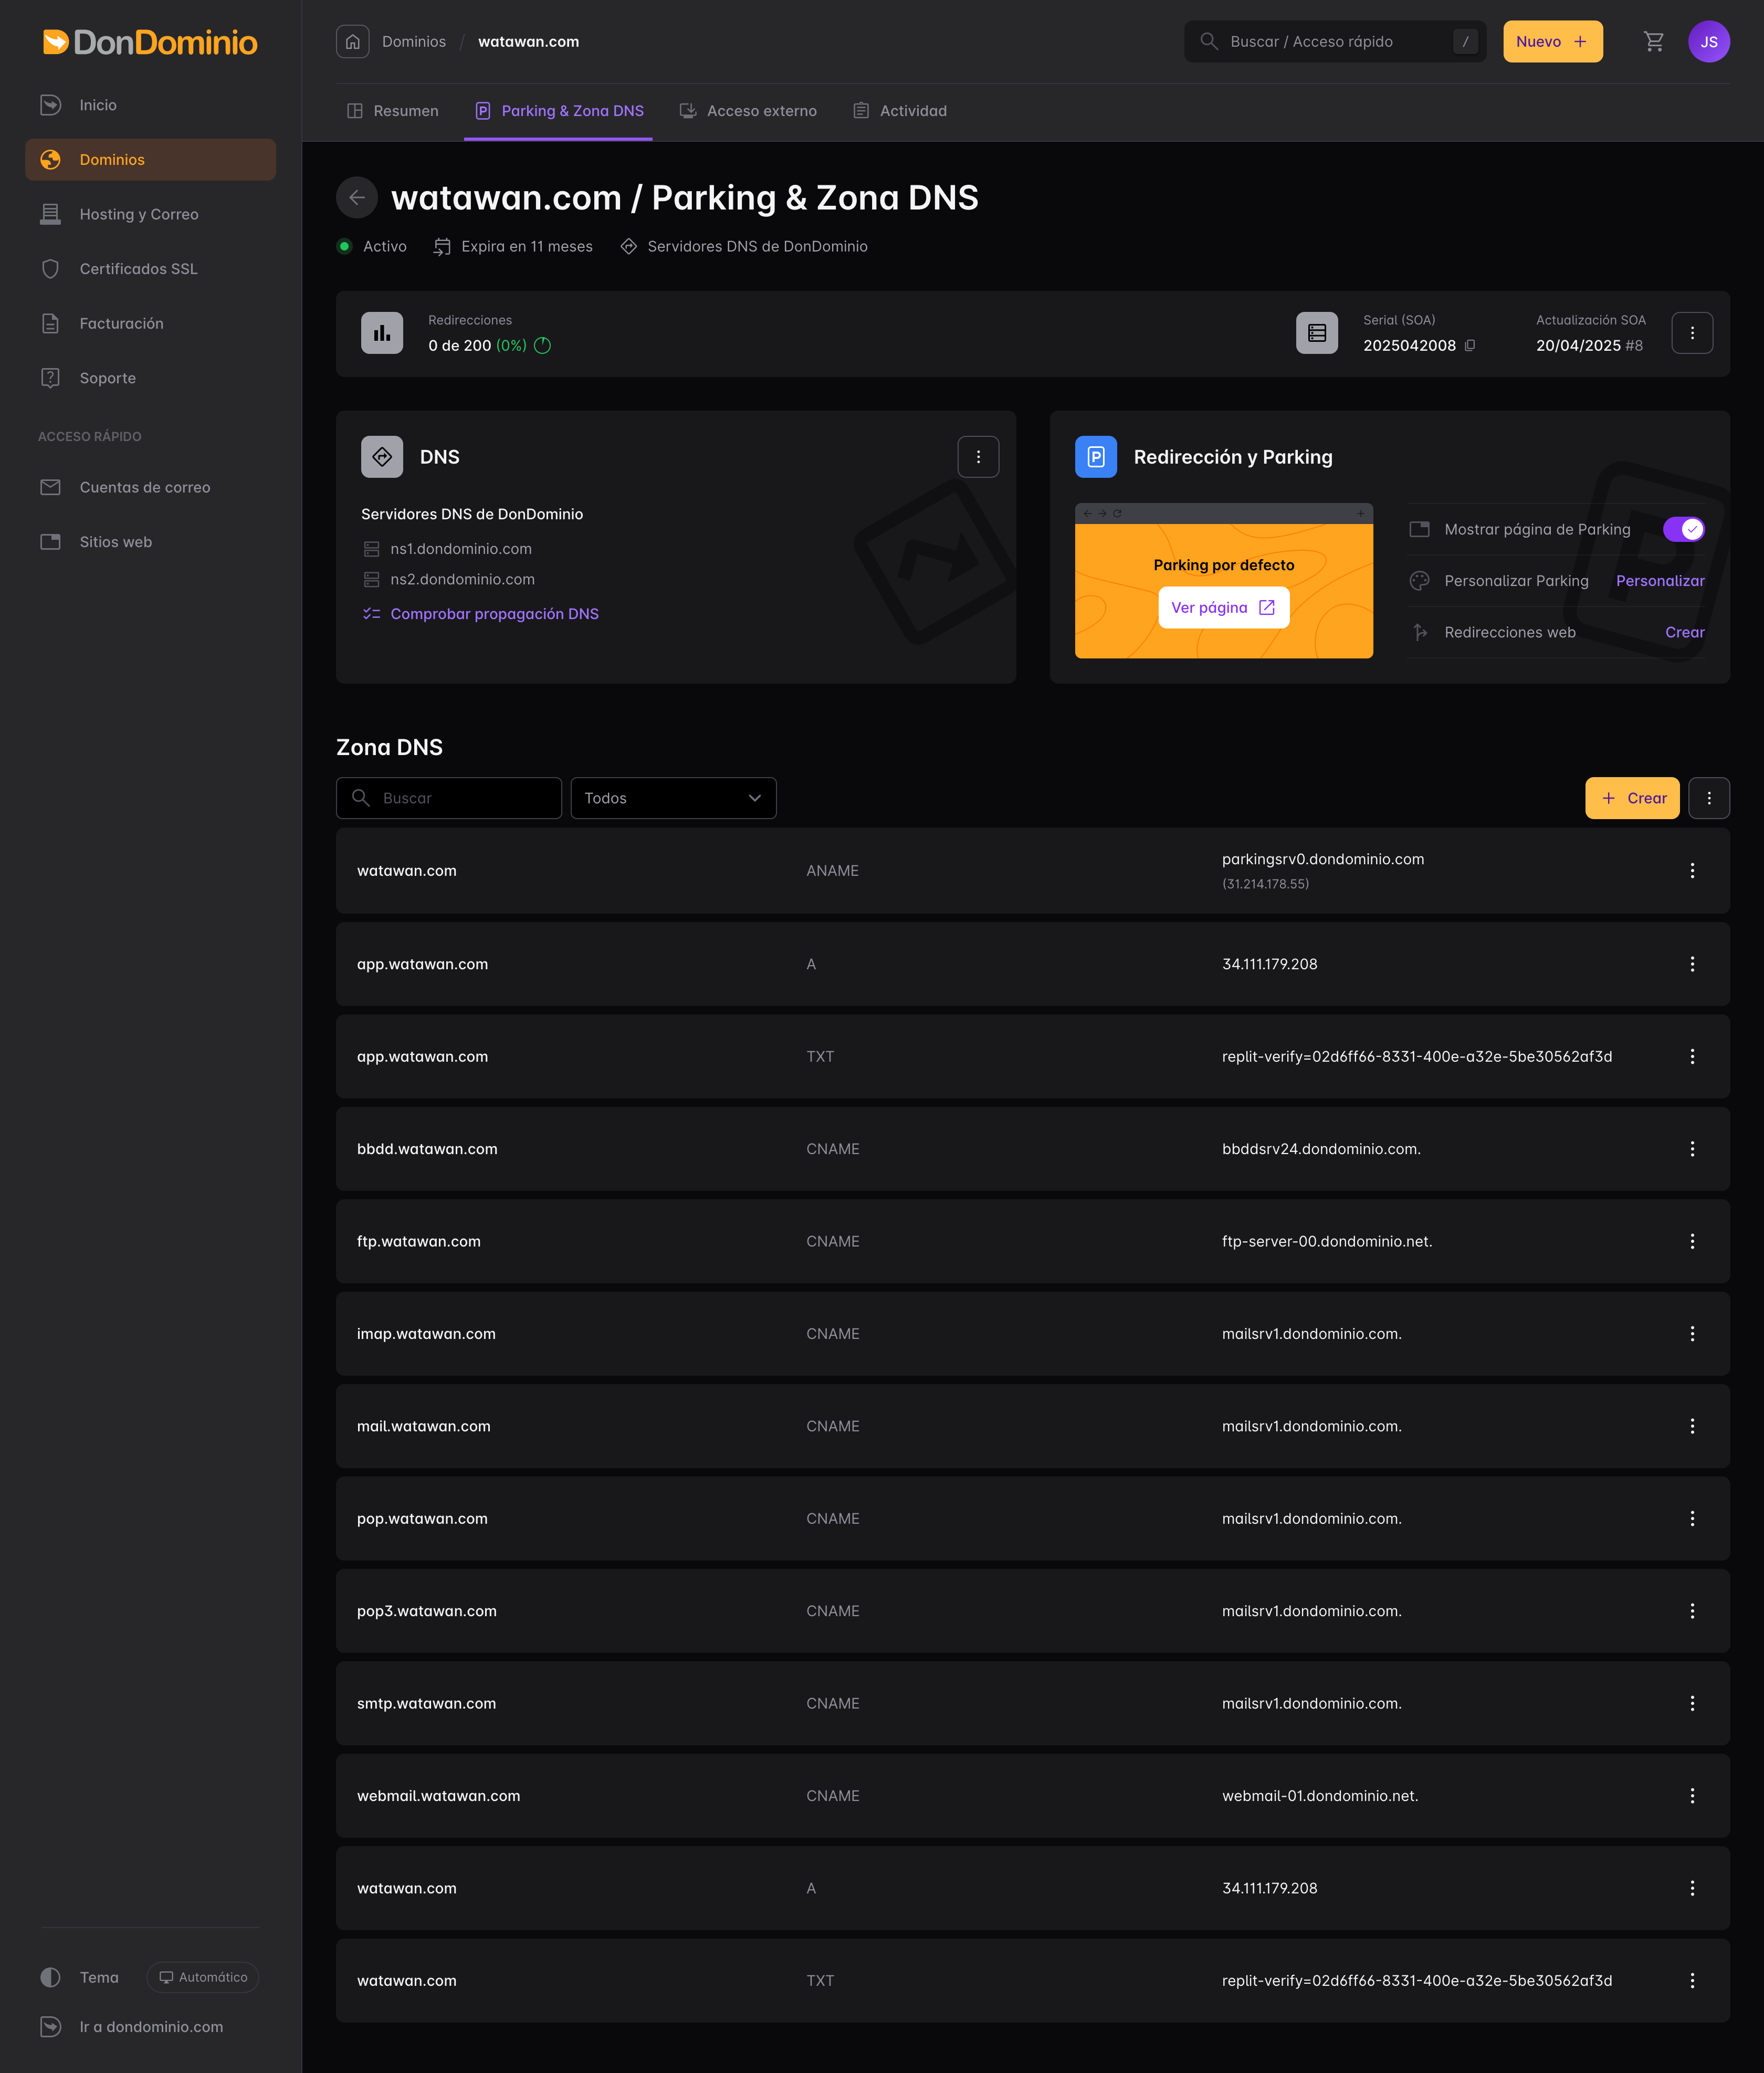 DonDominio
Inicio
Dominios
Hosting y Correo
Certificados SSL
Facturación
Soporte
ACCESO RÁPIDO
Cuentas de correo
Sitios web
Tema
Automático
Ir a dondominio.com
Dominios / watawan.com
Buscar / Acceso rápido /
Nuevo +
JS
Resumen
Parking & Zona DNS
Acceso externo
Actividad
watawan.com / Parking & Zona DNS
Activo
Expira en 11 meses
Servidores DNS de DonDominio
Redirecciones
0 de 200 (0%)
Serial (SOA)
2025042008
Actualización SOA
20/04/2025 #8
DNS
Servidores DNS de DonDominio
ns1.dondominio.com
ns2.dondominio.com
Comprobar propagación DNS
Redirección y Parking
Parking por defecto
Ver página
Mostrar página de Parking
Personalizar Parking Personalizar
Redirecciones web Crear
Zona DNS
Buscar
Todos
+ Crear
watawan.com ANAME parkingsrv0.dondominio.com
(31.214.178.55)
app.watawan.com A 34.111.179.208
app.watawan.com TXT replit-verify=02d6ff66-8331-400e-a32e-5be30562af3d
bbdd.watawan.com CNAME bbddsrv24.dondominio.com.
ftp.watawan.com CNAME ftp-server-00.dondominio.net.
imap.watawan.com CNAME mailsrv1.dondominio.com.
mail.watawan.com CNAME mailsrv1.dondominio.com.
pop.watawan.com CNAME mailsrv1.dondominio.com.
pop3.watawan.com CNAME mailsrv1.dondominio.com.
smtp.watawan.com CNAME mailsrv1.dondominio.com.
webmail.watawan.com CNAME webmail-01.dondominio.net.
watawan.com A 34.111.179.208
watawan.com TXT replit-verify=02d6ff66-8331-400e-a32e-5be30562af3d